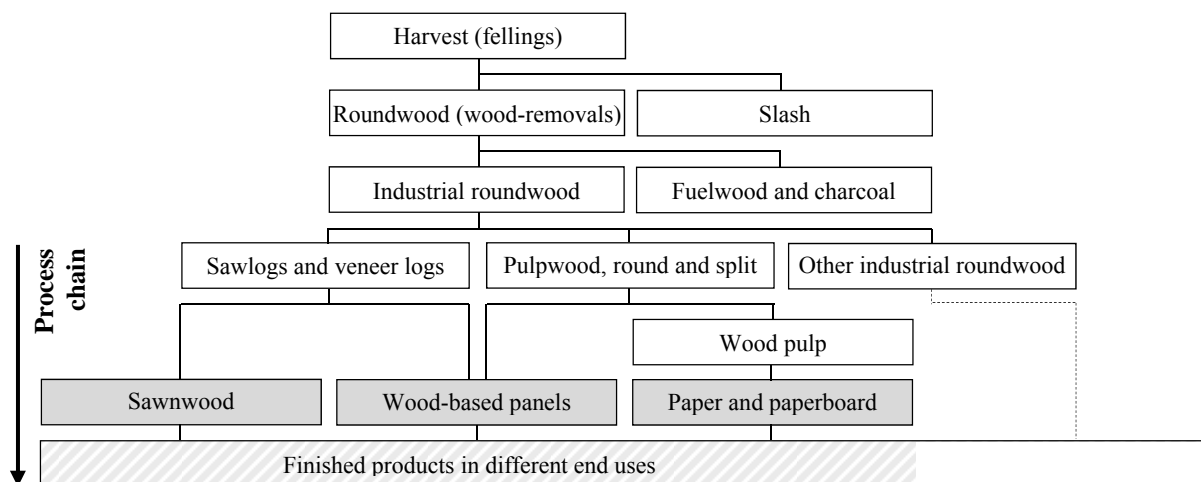 Harvest (fellings)
Roundwood (wood-removals)
Slash
Industrial roundwood
Fuelwood and charcoal
Process
chain
Sawlogs and veneer logs
Pulpwood, round and split
Other industrial roundwood
Wood pulp
Sawnwood
Wood-based panels
Paper and paperboard
Finished products in different end uses